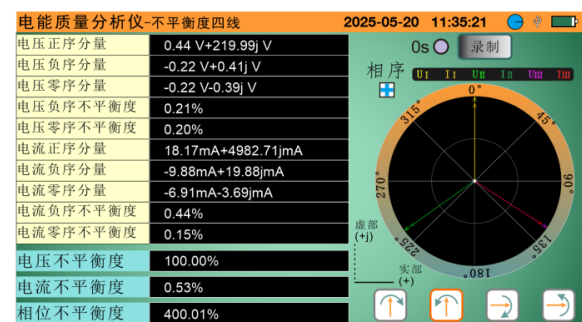 电能质量分析仪-不平衡度四线 2025-05-20 11:35:21
电压正序分量 0.44 V+219.99j V
电压负序分量 -0.22 V+0.41j V
电压零序分量 -0.22 V-0.39j V
电压负序不平衡度 0.21%
电压零序不平衡度 0.20%
电流正序分量 18.17mA+4982.71jmA
电流负序分量 -9.88mA+19.88jmA
电流零序分量 -6.91mA-3.69jmA
电流负序不平衡度 0.44%
电流零序不平衡度 0.15%
电压不平衡度 100.00%
电流不平衡度 0.53%
相位不平衡度 400.01%
0s 录制
相序 UI II UII III UIII IIII
0°
45°
90°
135°
180°
225°
270°
315°
虚部
(+j)
实部
(+)